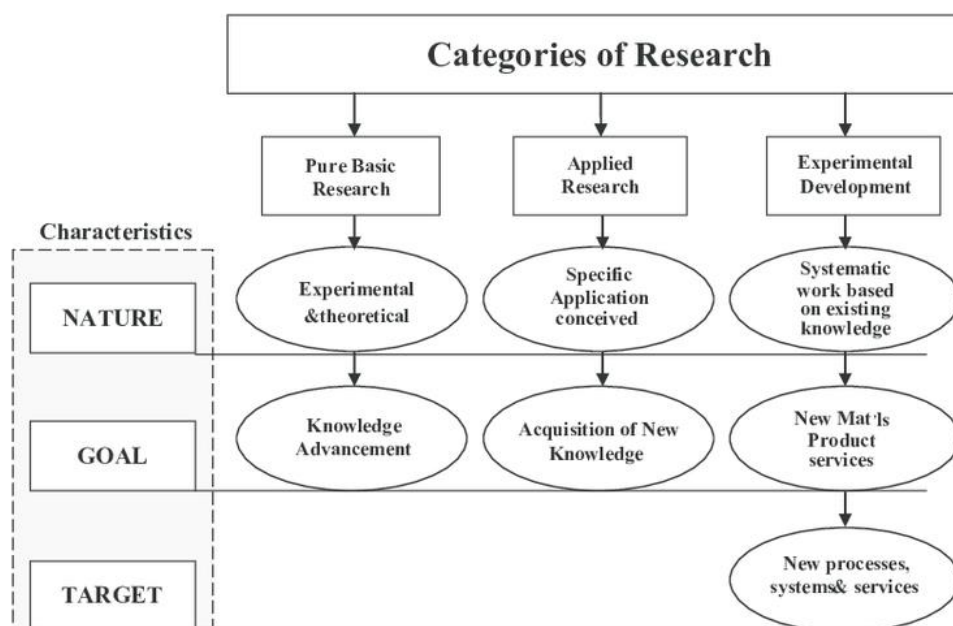 Categories of Research
Pure Basic
Research
Applied
Research
Experimental
Development
Characteristics
NATURE
Experimental
&theoretical
Specific
Application
conceived
Systematic
work based
on existing
knowledge
GOAL
Knowledge
Advancement
Acquisition of New
Knowledge
New Mat'ls
Product
services
TARGET
New processes,
systems& services